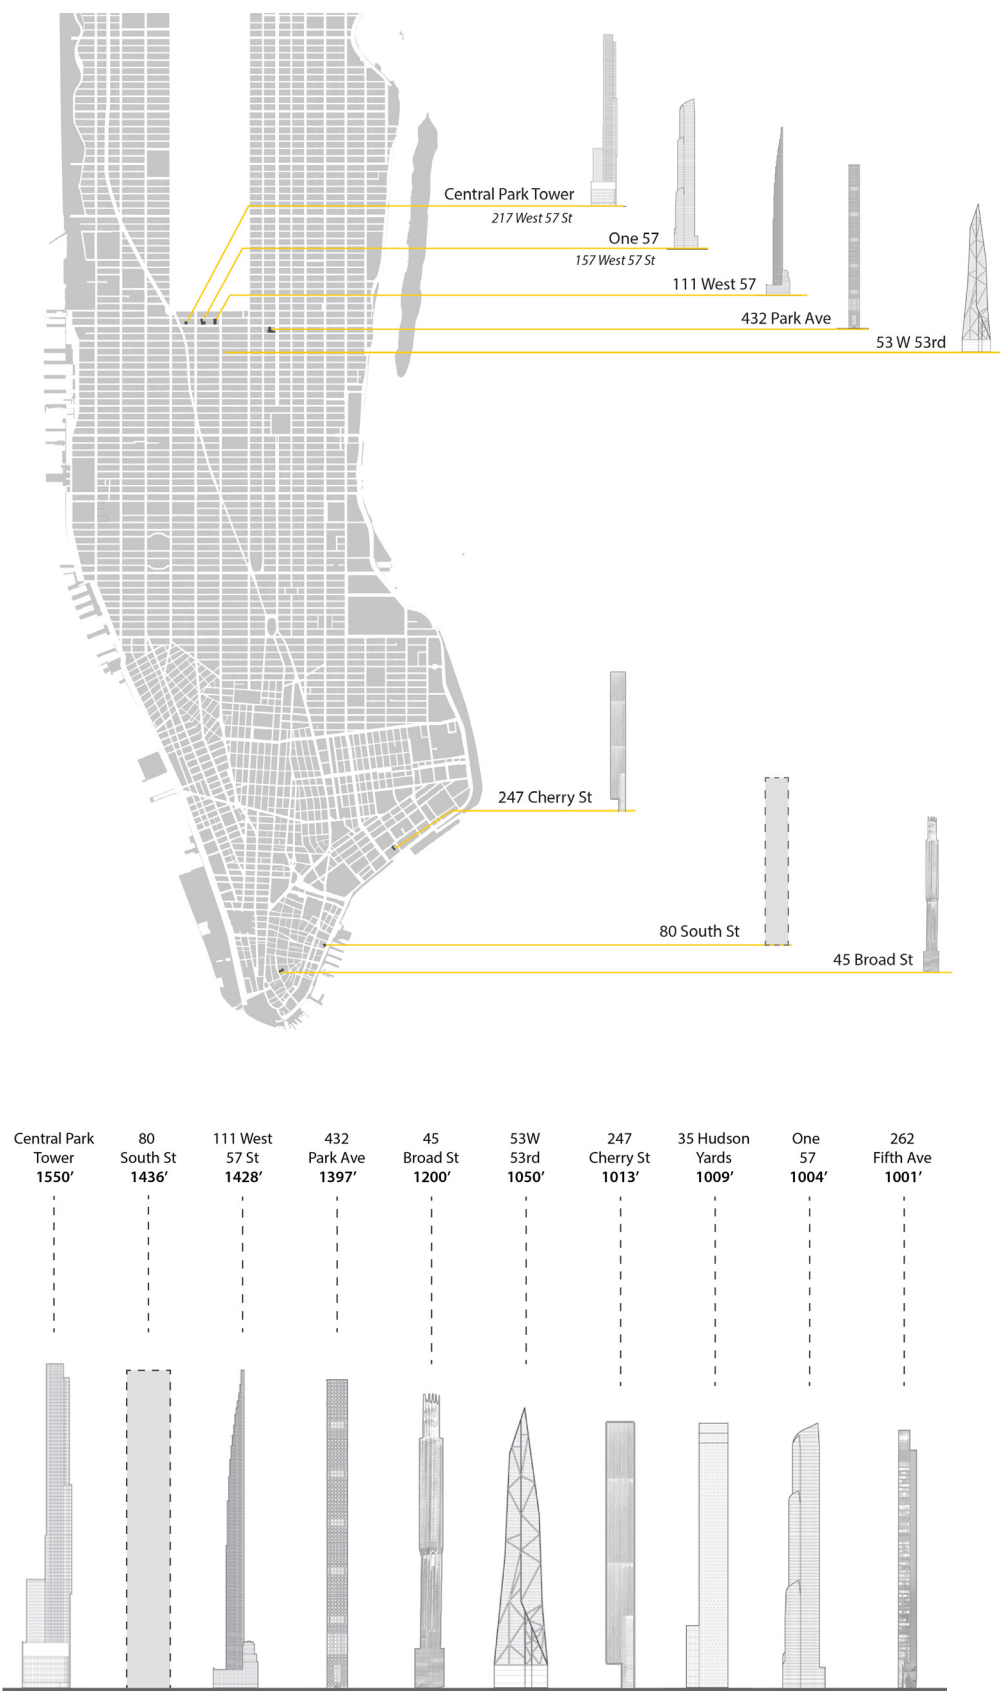 Central Park Tower
217 West 57 St
One 57
157 West 57 St
111 West 57
432 Park Ave
53 W 53rd
247 Cherry St
80 South St
45 Broad St
Central Park
Tower
1550’
80
South St
1436’
111 West
57 St
1428’
432
Park Ave
1397’
45
Broad St
1200’
53W
53rd
1050’
247
Cherry St
1013’
35 Hudson
Yards
1009’
One
57
1004’
262
Fifth Ave
1001’